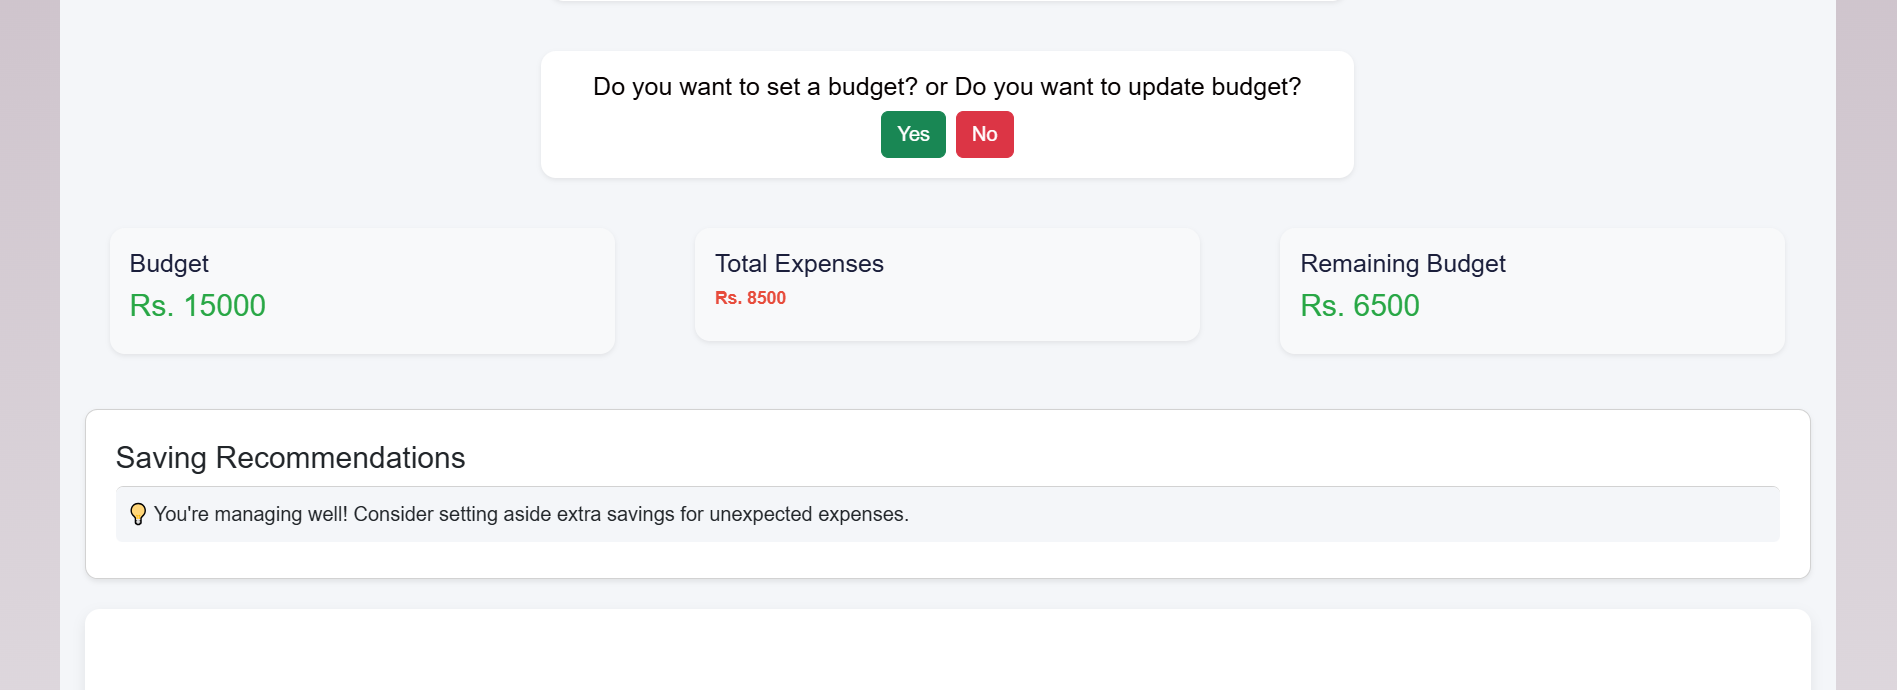 Do you want to set a budget? or Do you want to update budget?
Yes No
Budget
Rs. 15000
Total Expenses
Rs. 8500
Remaining Budget
Rs. 6500
Saving Recommendations
You're managing well! Consider setting aside extra savings for unexpected expenses.